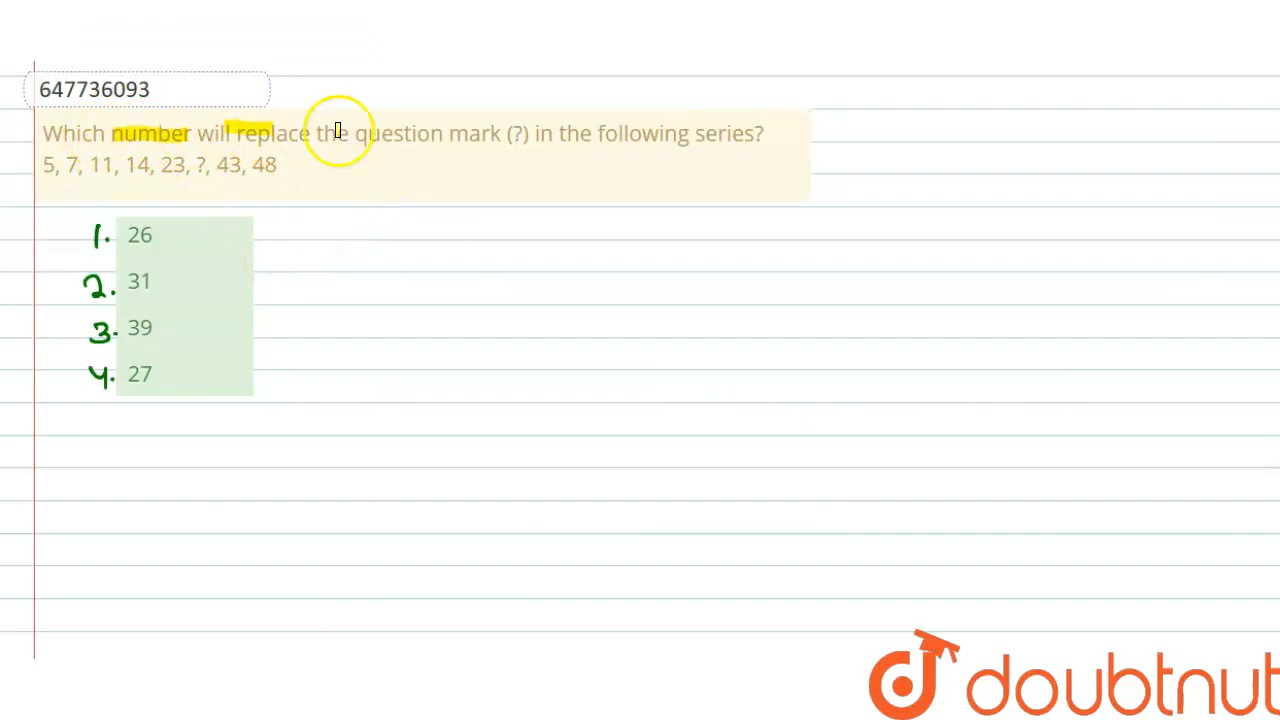 647736093
Which number will replace the question mark (?) in the following series?
5, 7, 11, 14, 23, ?, 43, 48
1. 26
2. 31
3. 39
4. 27
doubtnut